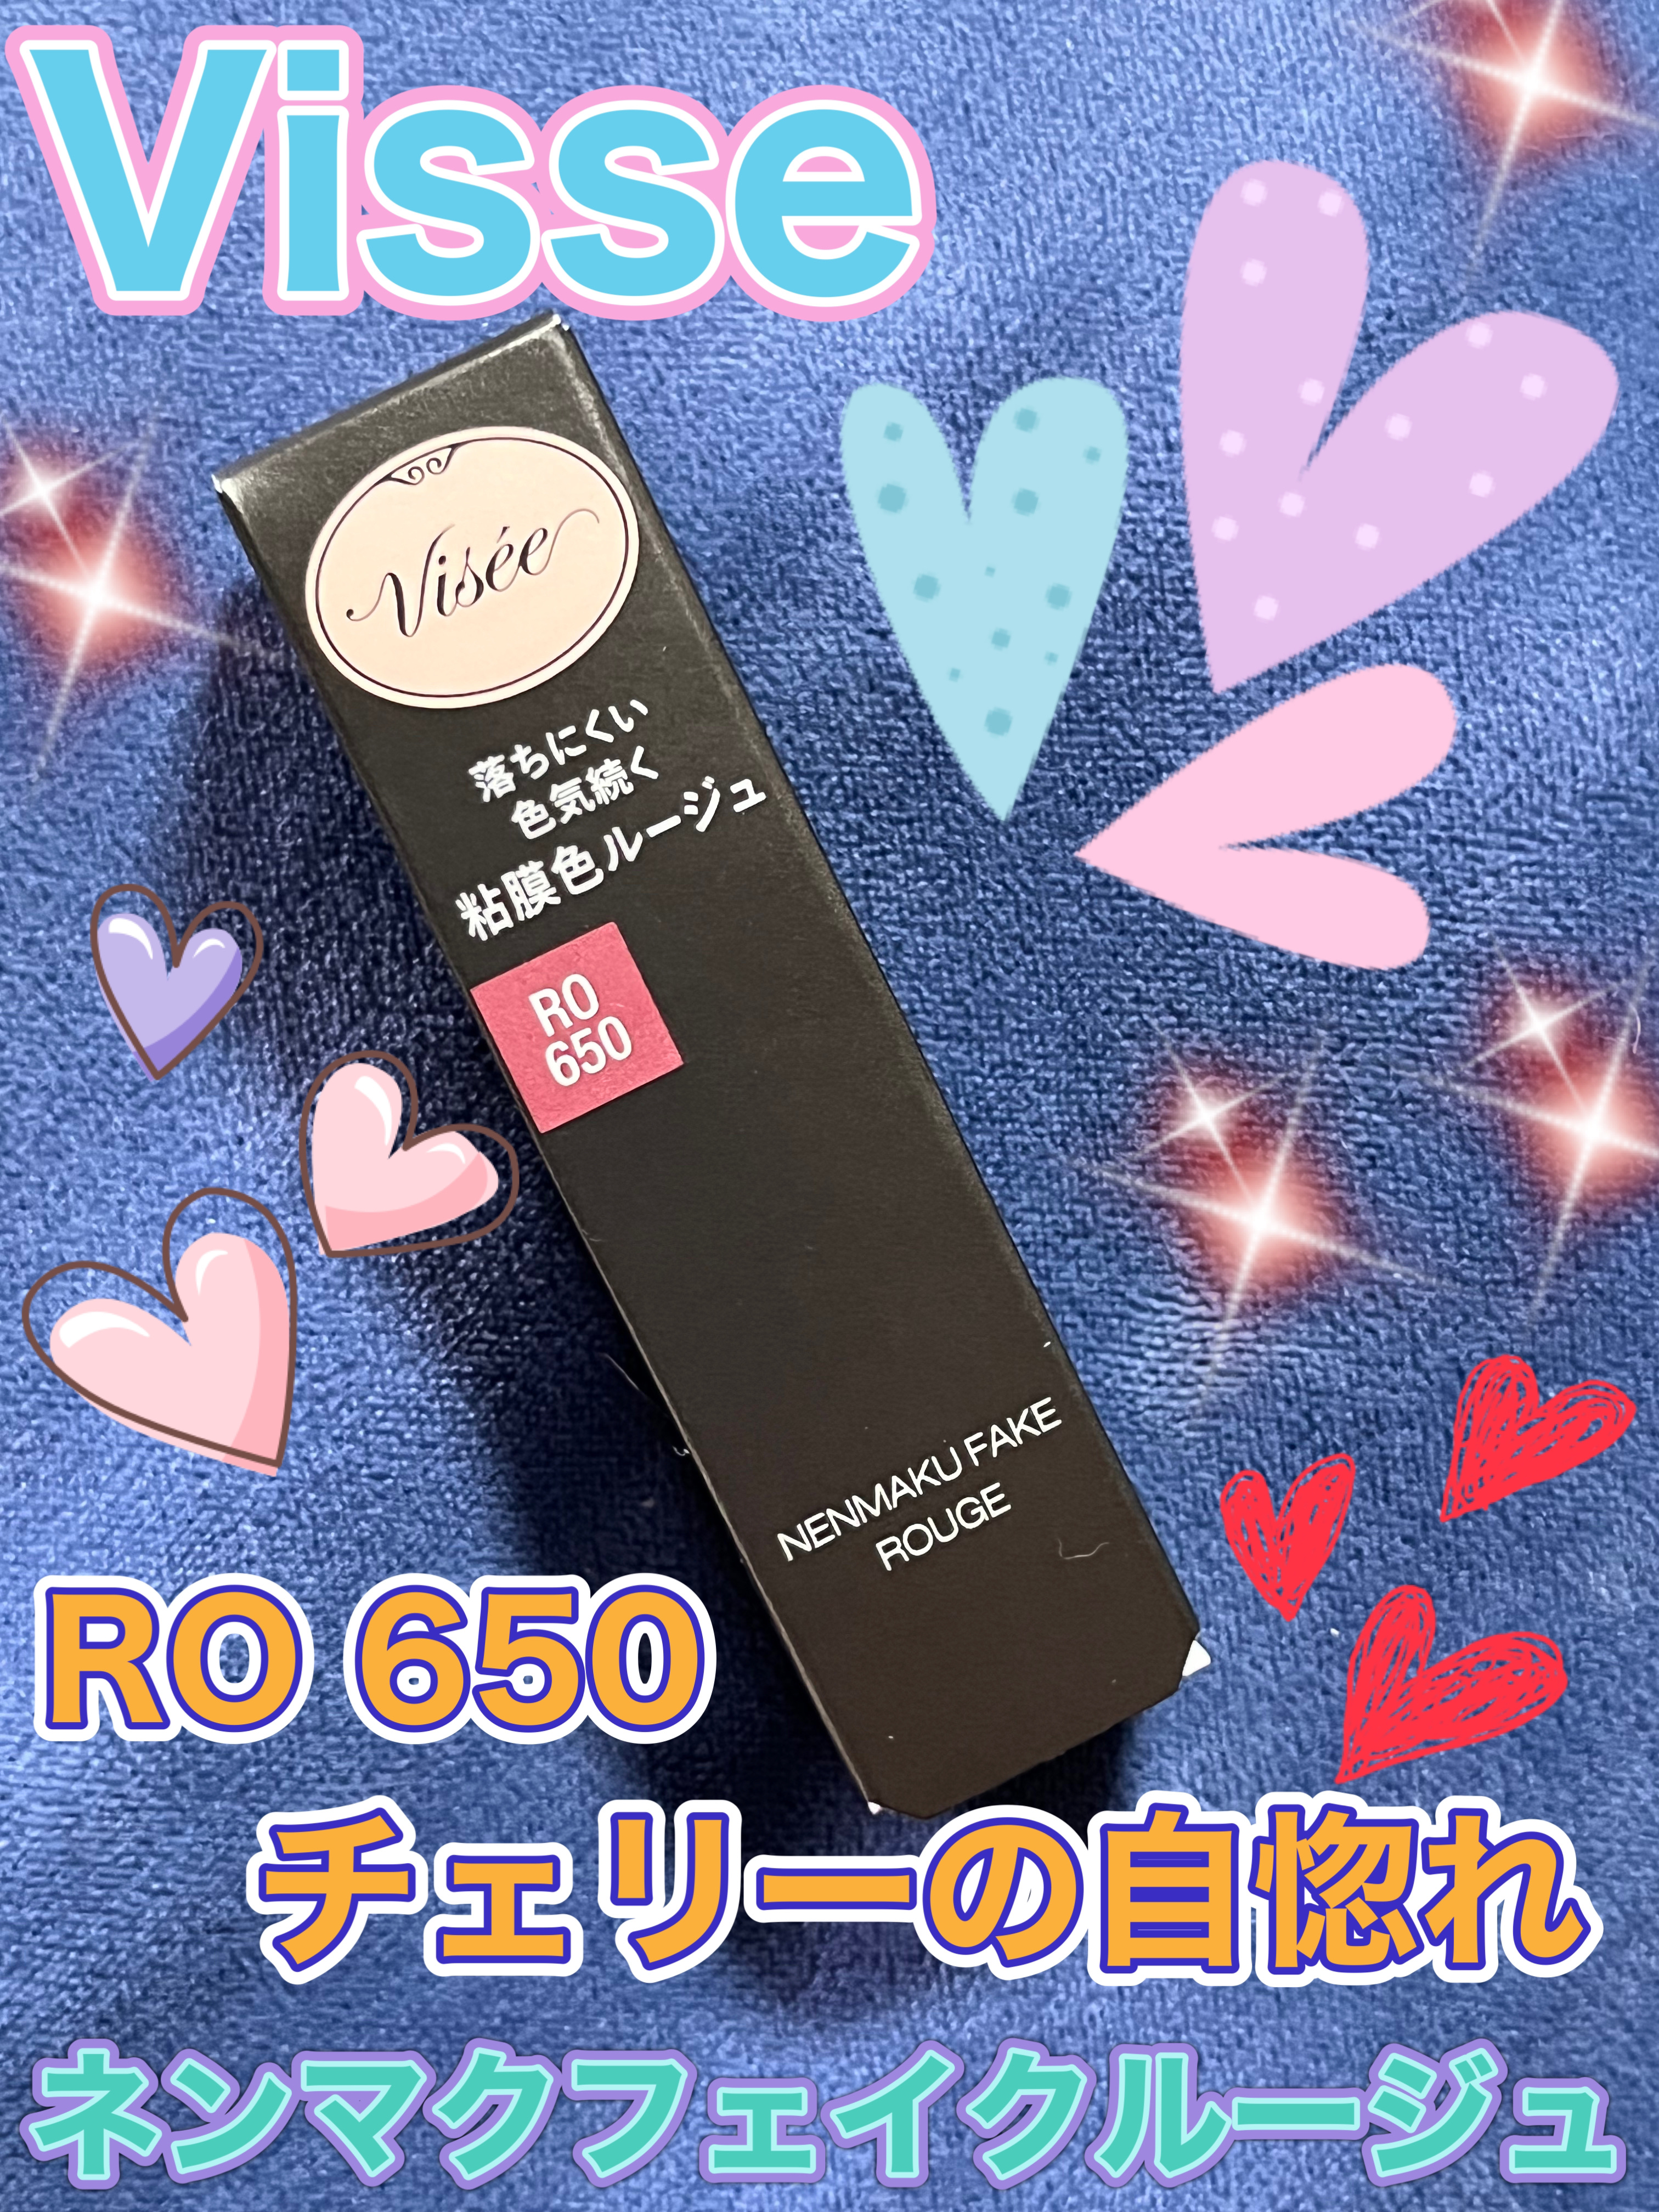 Visse
Visée
落ちにくい
色気続く
粘膜色ルージュ
RO
650
NENMAKU FAKE
ROUGE
RO 650
チェリーの自惚れ
ネンマクフェイクルージュ